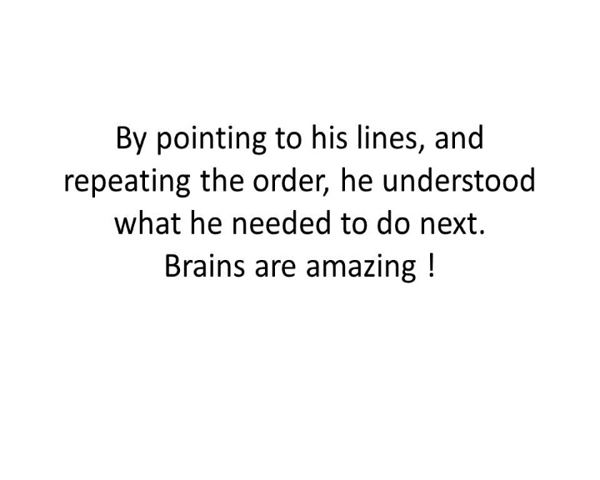 By pointing to his lines, and
repeating the order, he understood
what he needed to do next.
Brains are amazing !